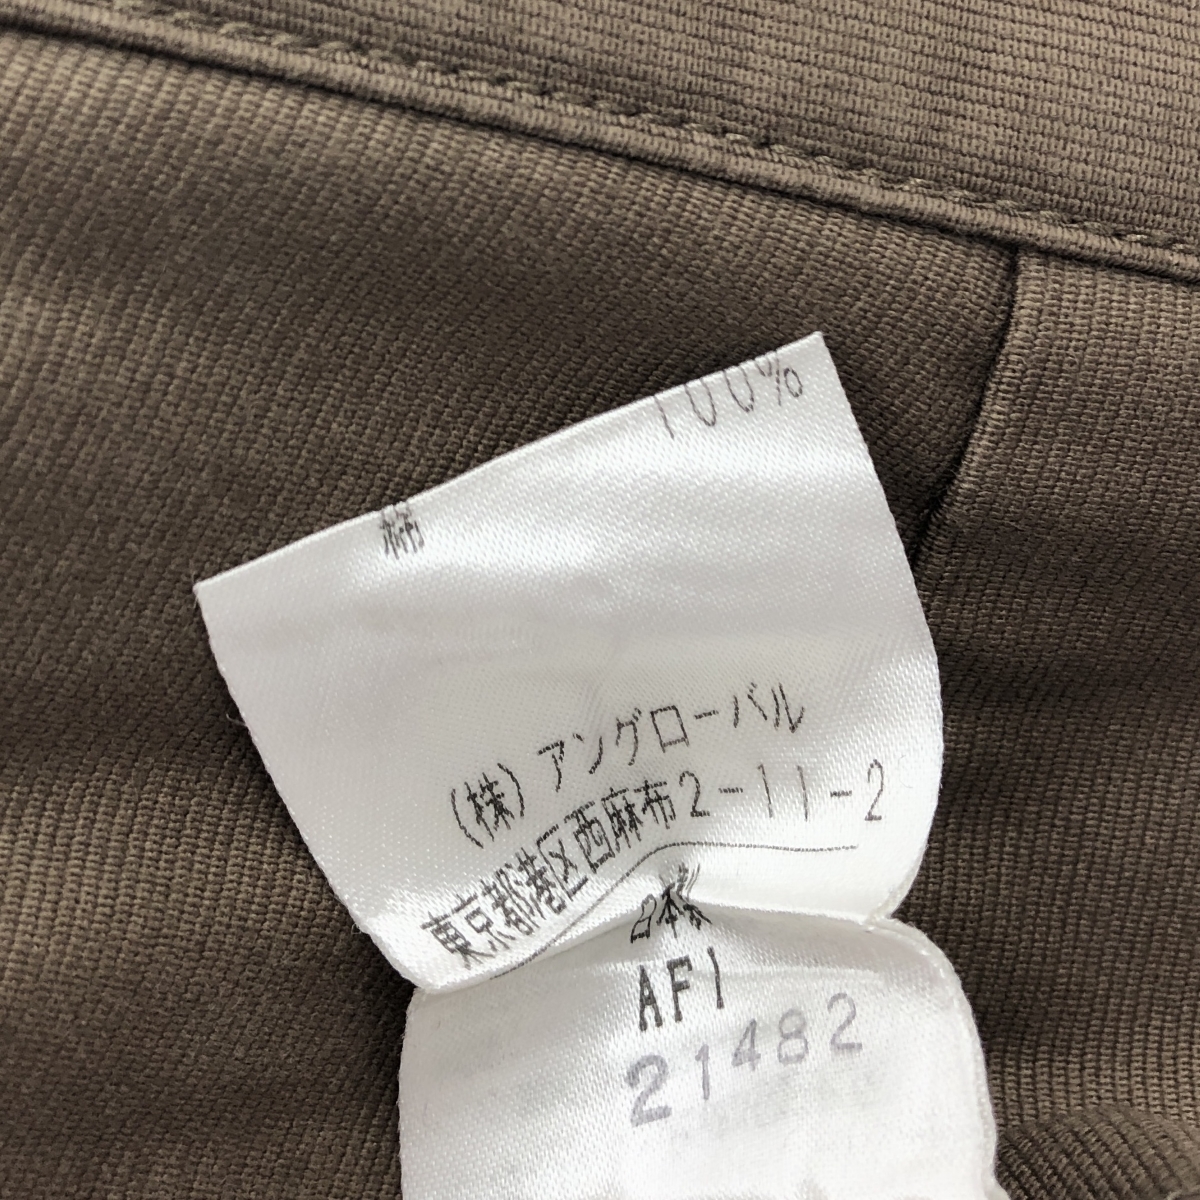 綿 100%
(株)アングローバル
東京都港区西麻布2-11-2
日本製
AFI
21482